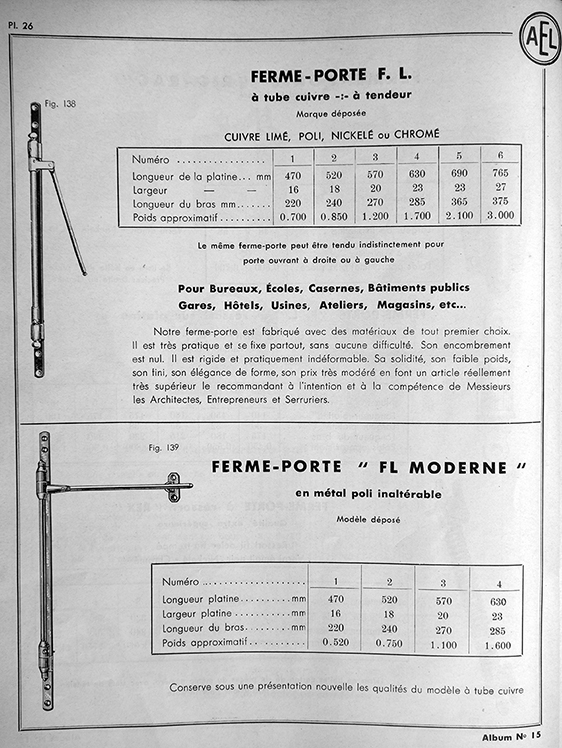 Pl. 26
AEL
FERME-PORTE F. L.
à tube cuivre -:- à tendeur
Marque déposée
Fig. 138
CUIVRE LIMÉ, POLI, NICKELÉ ou CHROMÉ
Numéro ................. 1 2 3 4 5 6
Longueur de la platine... mm 470 520 570 630 690 765
Largeur — — 16 18 20 23 23 27
Longueur du bras mm...... 220 240 270 285 365 375
Poids approximatif.......... 0.700 0.850 1.200 1.700 2.100 3.000
Le même ferme-porte peut être tendu indistinctement pour
porte ouvrant à droite ou à gauche
Pour Bureaux, Écoles, Casernes, Bâtiments publics
Gares, Hôtels, Usines, Ateliers, Magasins, etc...
Notre ferme-porte est fabriqué avec des matériaux de tout premier choix.
Il est très pratique et se fixe partout, sans aucune difficulté. Son encombrement
est nul. Il est rigide et pratiquement indéformable. Sa solidité, son faible poids,
son fini, son élégance de forme, son prix très modéré en font un article réellement
très supérieur le recommandant à l'intention et à la compétence de Messieurs
les Architectes, Entrepreneurs et Serruriers.
Fig. 139
FERME-PORTE " FL MODERNE "
en métal poli inaltérable
Modèle déposé
Numéro .................... 1 2 3 4
Longueur platine..........mm 470 520 570 630
Largeur platine...........mm 16 18 20 23
Longueur du bras.........mm 220 240 270 285
Poids approximatif........... 0.520 0.750 1.100 1.600
Conserve sous une présentation nouvelle les qualités du modèle à tube cuivre
Album No 15